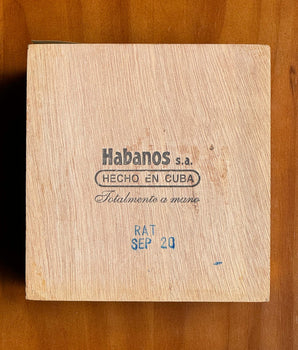 Habanos s.a.
HECHO EN CUBA
Totalmente a mano
RAT
SEP 20